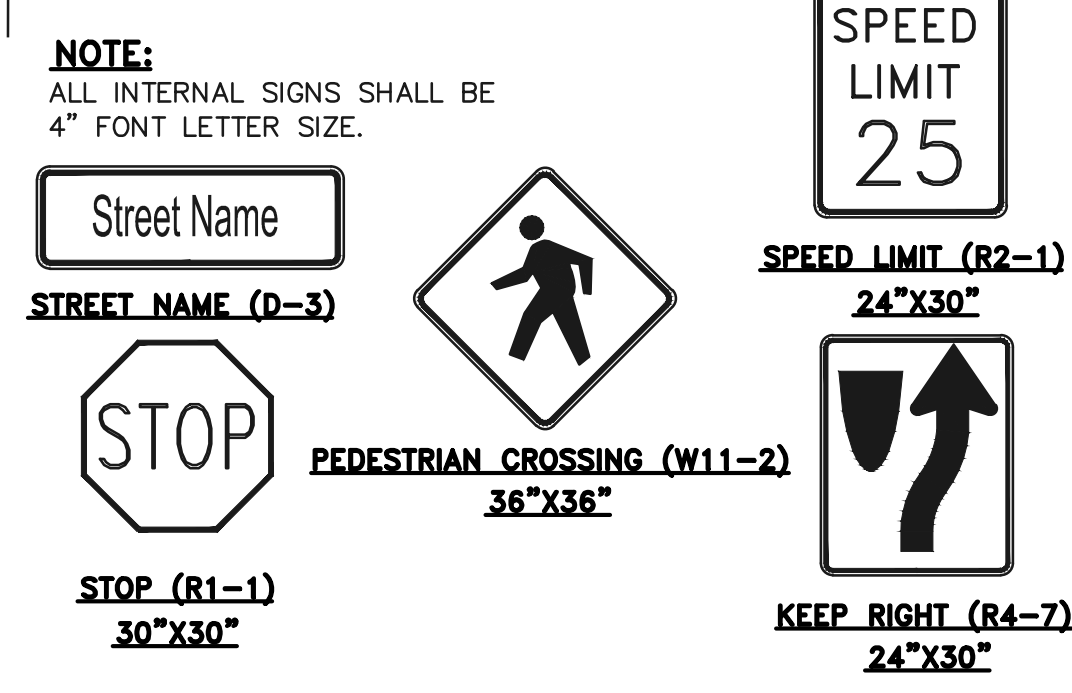 NOTE:
ALL INTERNAL SIGNS SHALL BE
4" FONT LETTER SIZE.
Street Name
STREET NAME (D-3)
STOP
STOP (R1-1)
30"X30"
PEDESTRIAN CROSSING (W11-2)
36"X36"
SPEED
LIMIT
25
SPEED LIMIT (R2-1)
24"X30"
KEEP RIGHT (R4-7)
24"X30"